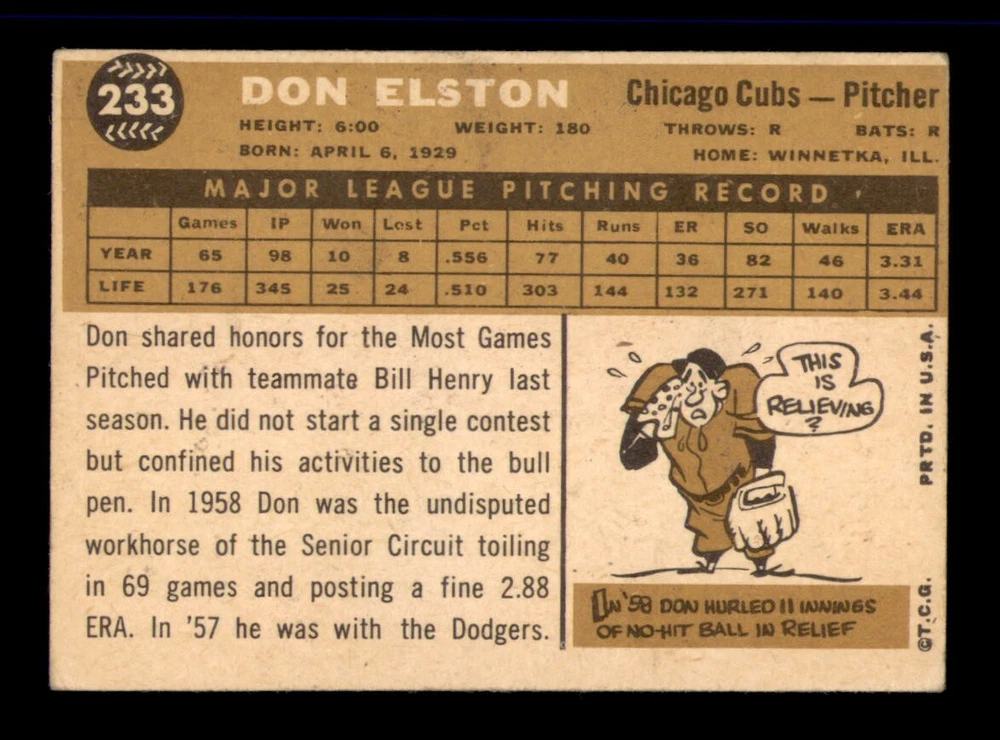 233
DON ELSTON
Chicago Cubs — Pitcher
HEIGHT: 6:00 WEIGHT: 180 THROWS: R BATS: R
BORN: APRIL 6, 1929 HOME: WINNETKA, ILL.
MAJOR LEAGUE PITCHING RECORD
Games IP Won Lost Pct Hits Runs ER SO Walks ERA
YEAR 65 98 10 8 .556 77 40 36 82 46 3.31
LIFE 176 345 25 24 .510 303 144 132 271 140 3.44
Don shared honors for the Most Games
Pitched with teammate Bill Henry last
season. He did not start a single contest
but confined his activities to the bull
pen. In 1958 Don was the undisputed
workhorse of the Senior Circuit toiling
in 69 games and posting a fine 2.88
ERA. In '57 he was with the Dodgers.
THIS
IS
RELIEVING
?
IN '58 DON HURLED 11 INNINGS
OF NO-HIT BALL IN RELIEF
©T.C.G. PRTD. IN U.S.A.